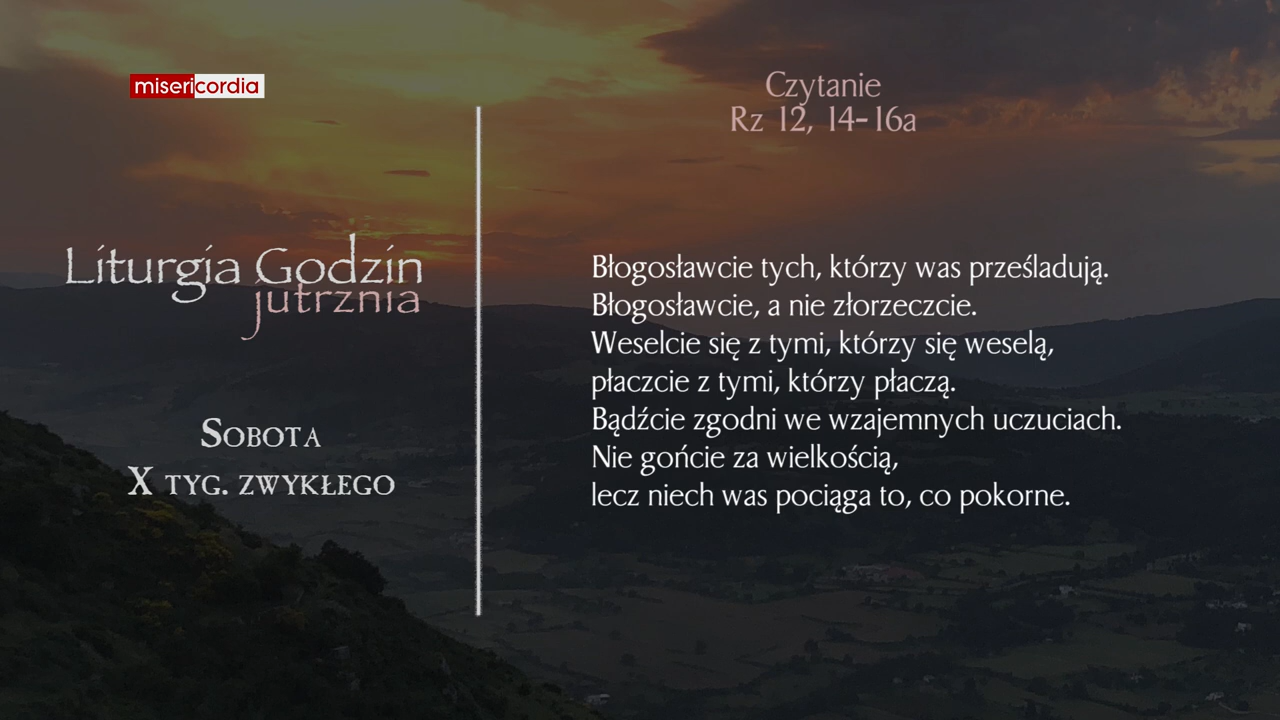 misericordia
Liturgia Godzin
jutrznia
Sobota
X tyg. zwykłego
Czytanie
Rz 12, 14-16a
Błogosławcie tych, którzy was prześladują.
Błogosławcie, a nie złorzeczcie.
Weselcie się z tymi, którzy się weselą,
płaczcie z tymi, którzy płaczą.
Bądźcie zgodni we wzajemnych uczuciach.
Nie gońcie za wielkością,
lecz niech was pociąga to, co pokorne.